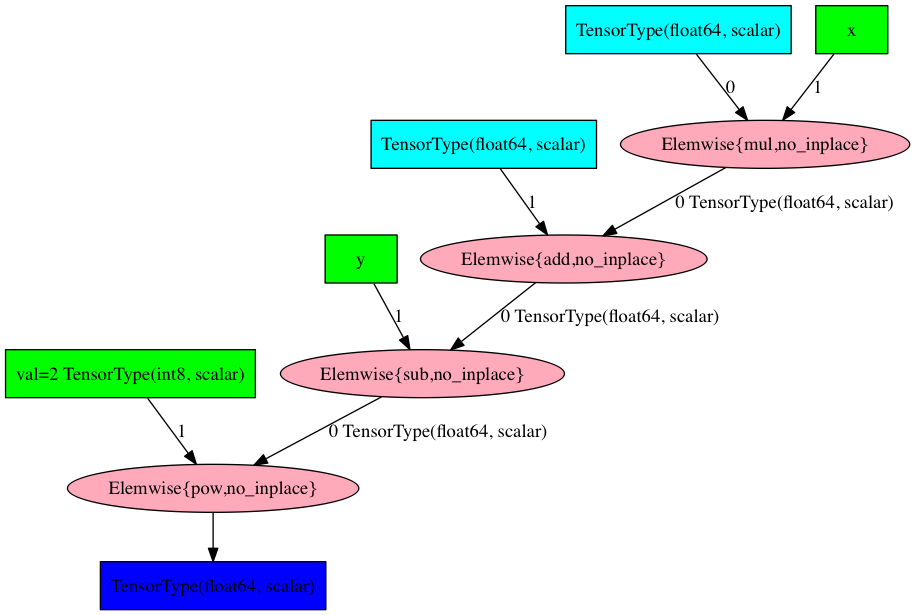 TensorType(float64, scalar)
x
0
1
TensorType(float64, scalar)
Elemwise{mul,no_inplace}
1
0 TensorType(float64, scalar)
y
Elemwise{add,no_inplace}
1
0 TensorType(float64, scalar)
val=2 TensorType(int8, scalar)
Elemwise{sub,no_inplace}
1
0 TensorType(float64, scalar)
Elemwise{pow,no_inplace}
TensorType(float64, scalar)